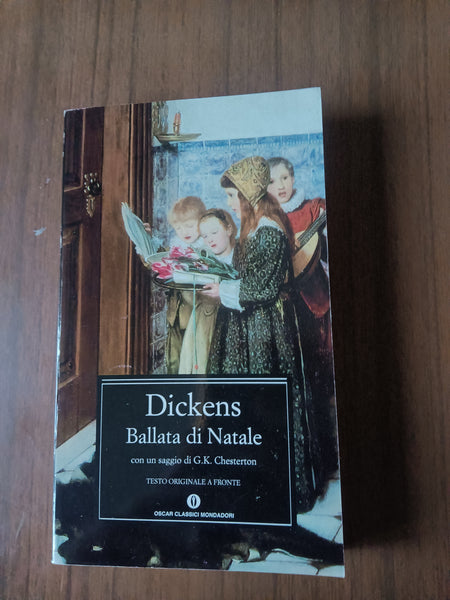 Dickens
Ballata di Natale
con un saggio di G.K. Chesterton
TESTO ORIGINALE A FRONTE
OSCAR CLASSICI MONDADORI